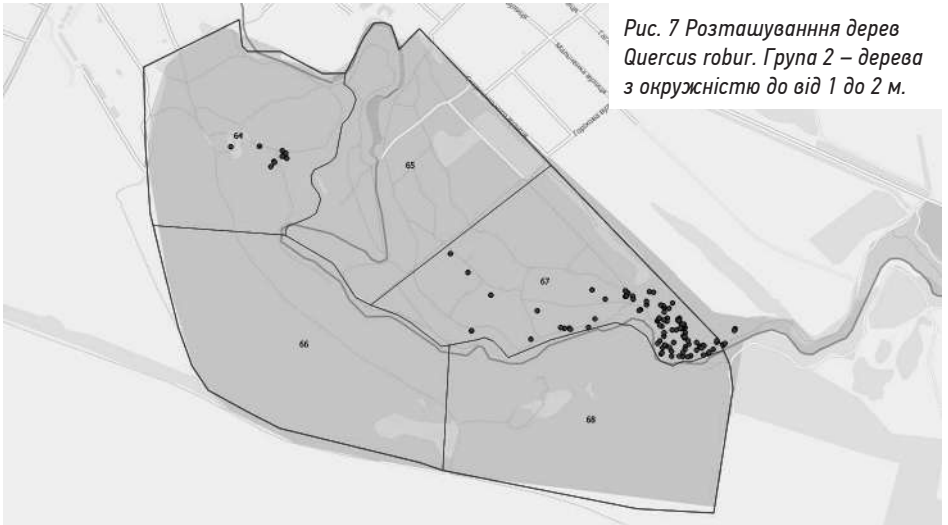 Рис. 7 Розташуванння дерев
Quercus robur. Група 2 – дерева
з окружністю до від 1 до 2 м.
64
65
67
66
68